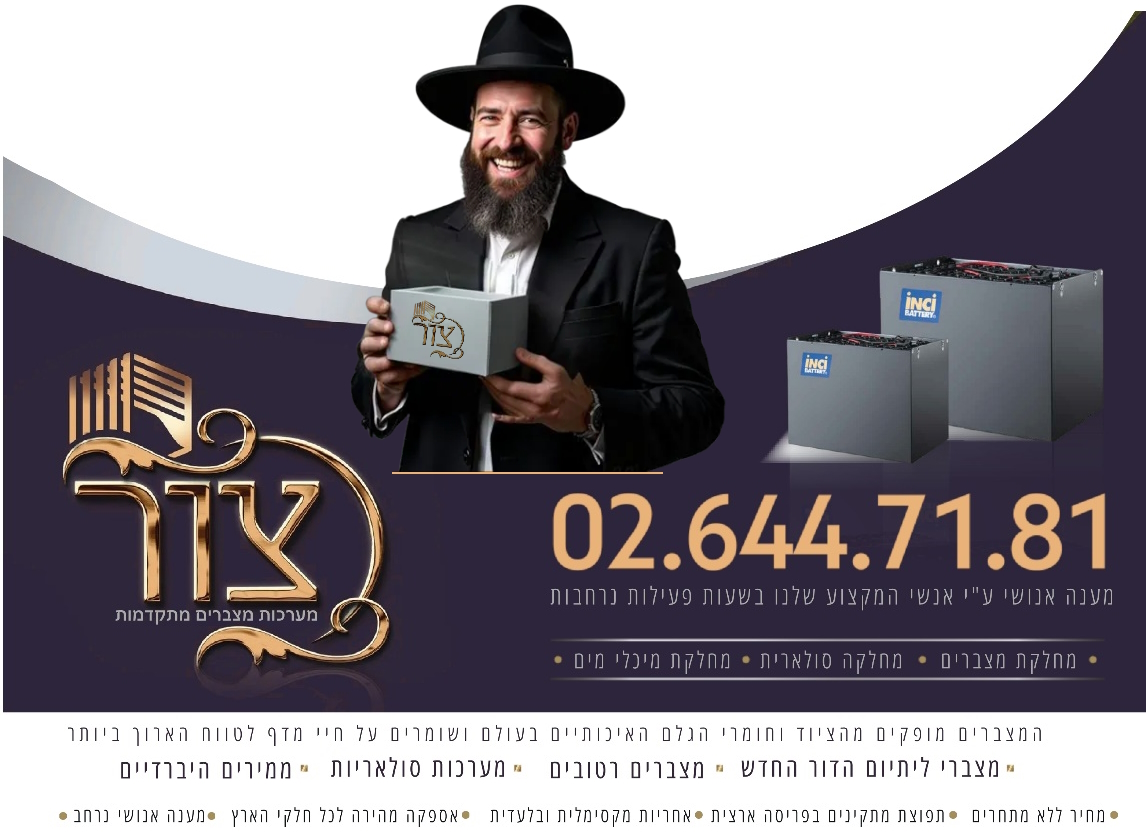 צור
inci
BATTERY
inci
BATTERY
צור
מערכות מצברים מתקדמות
02.644.71.81
מענה אנושי ע"י אנשי המקצוע שלנו בשעות פעילות נרחבות
• מחלקת מצברים • מחלקה סולארית • מחלקת מיכלי מים •
המצברים מופקים מהציוד וחומרי הגלם האיכותיים בעולם ושומרים על חיי מדף לטווח הארוך ביותר
מצברי ליתיום הדור החדש מצברים רטובים מערכות סולאריות ממירים היברדיים
• מחיר ללא מתחרים • תפוצת מתקינים בפריסה ארצית • אחריות מקסימלית ובלעדית • אספקה מהירה לכל חלקי הארץ • מענה אנושי נרחב •